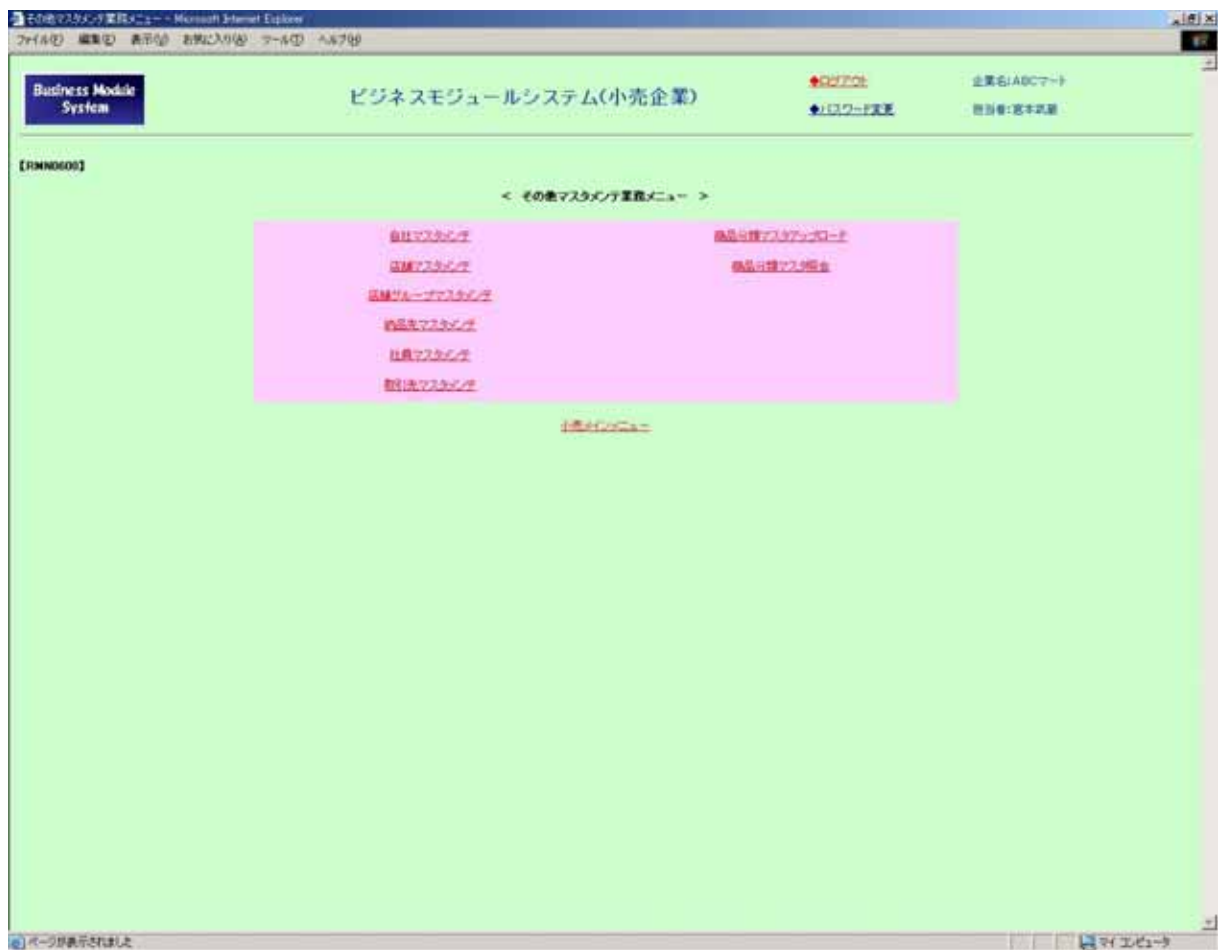 その他マスタメンテ業務メニュー - Microsoft Internet Explorer
ファイル(F) 編集(E) 表示(V) お気に入り(A) ツール(T) ヘルプ(H)
Business Module System
ビジネスモジュールシステム(小売企業)
◆ログアウト
企業名:ABCマート
◆パスワード変更
担当者:宮本武蔵
【RMN0600】
< その他マスタメンテ業務メニュー >
自社マスタメンテ 商品分類マスタアップロード
店舗マスタメンテ 商品分類マスタ照会
店舗グループマスタメンテ
納品先マスタメンテ
社員マスタメンテ
取引先マスタメンテ
小売メインメニュー
ページが表示されました
マイ コンピュータ